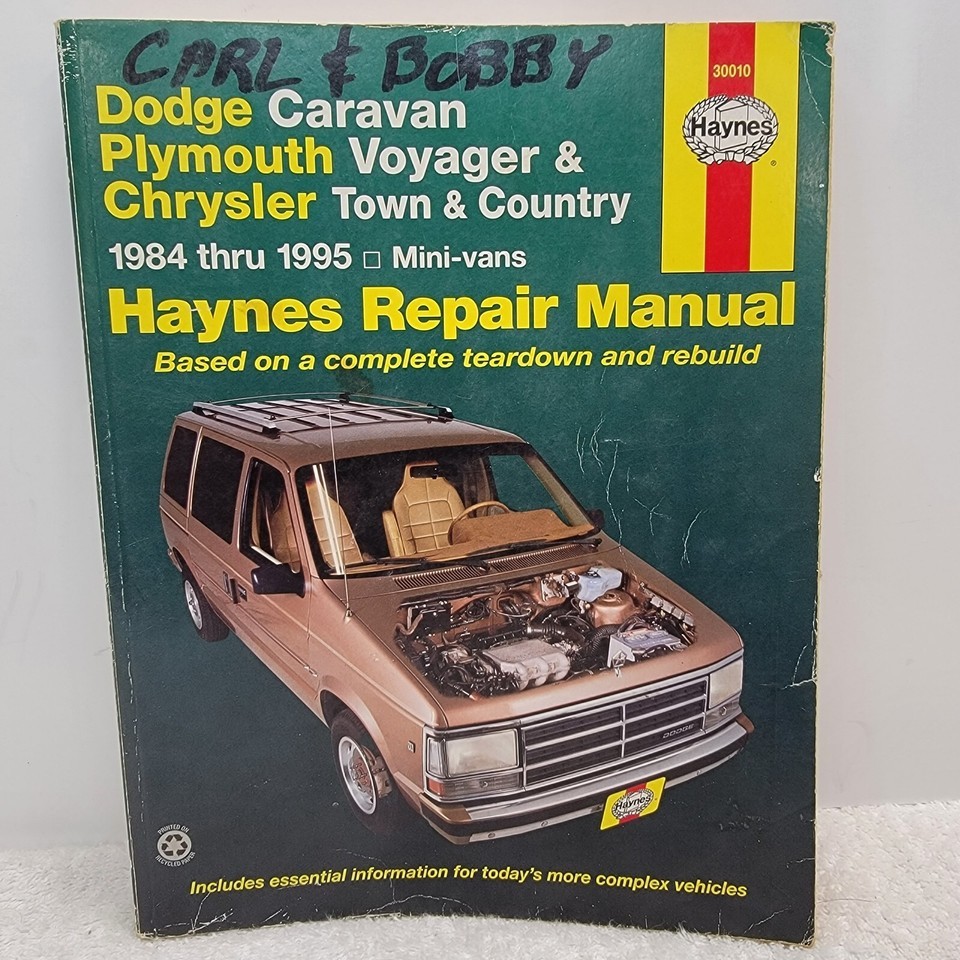 CARL & BOBBY
30010
Haynes
®
Dodge Caravan
Plymouth Voyager &
Chrysler Town & Country
1984 thru 1995 □ Mini-vans
Haynes Repair Manual
Based on a complete teardown and rebuild
DODGE
Haynes
PRINTED ON
RECYCLED PAPER
Includes essential information for today's more complex vehicles